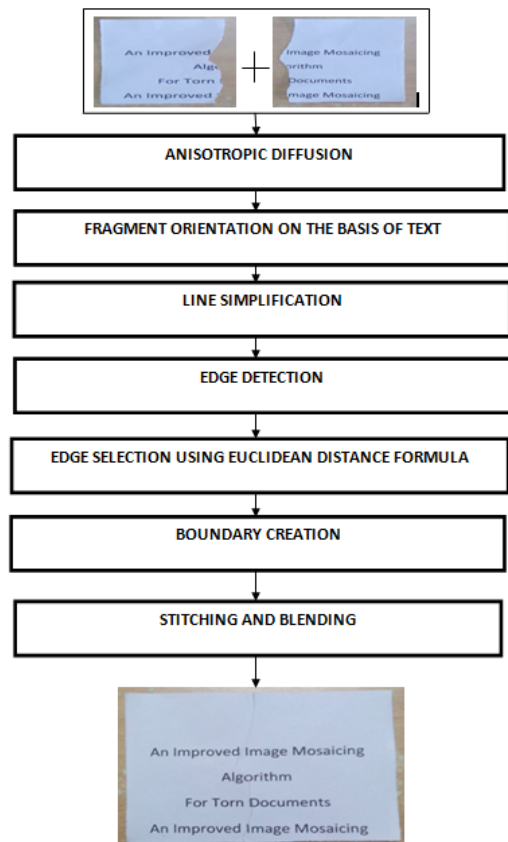 An Improved
Image Mosaicing
Algo
orithm
For Torn
Documents
An Improved
mage Mosaicing
ANISOTROPIC DIFFUSION
FRAGMENT ORIENTATION ON THE BASIS OF TEXT
LINE SIMPLIFICATION
EDGE DETECTION
EDGE SELECTION USING EUCLIDEAN DISTANCE FORMULA
BOUNDARY CREATION
STITCHING AND BLENDING
An Improved Image Mosaicing
Algorithm
For Torn Documents
An Improved Image Mosaicing